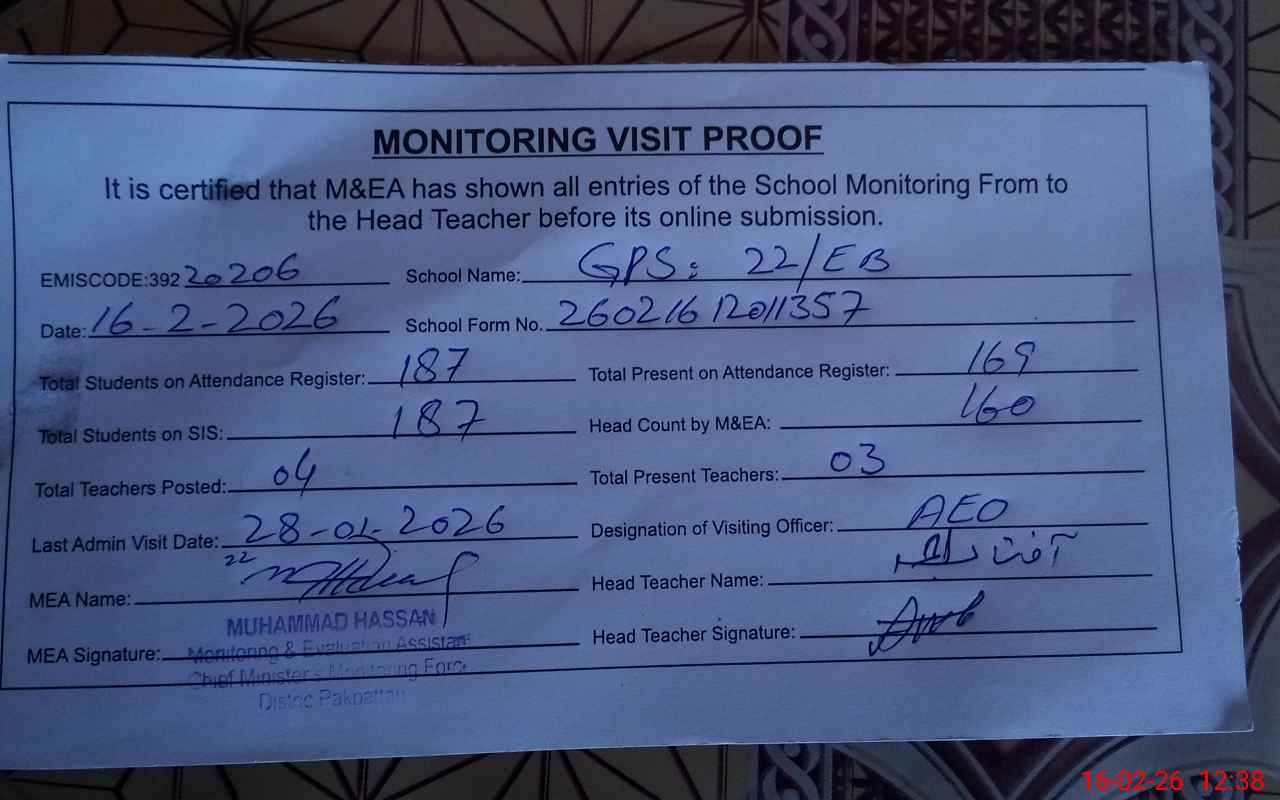 MONITORING VISIT PROOF
It is certified that M&EA has shown all entries of the School Monitoring From to
the Head Teacher before its online submission.
EMISCODE:392 20206 School Name: GPS: 22/EB
Date: 16-2-2026 School Form No. 26021612011357
Total Students on Attendance Register: 187 Total Present on Attendance Register: 169
Total Students on SIS: 187 Head Count by M&EA: 160
Total Teachers Posted: 04 Total Present Teachers: 03
Last Admin Visit Date: 28-01-2026 Designation of Visiting Officer: AEO
22
MEA Name: Head Teacher Name:
MUHAMMAD HASSAN
MEA Signature: Head Teacher Signature:
Monitoring & Evaluation Assistant
Chief Minister's Monitoring Force
Distric Pakpattan
16-02-26 12:38